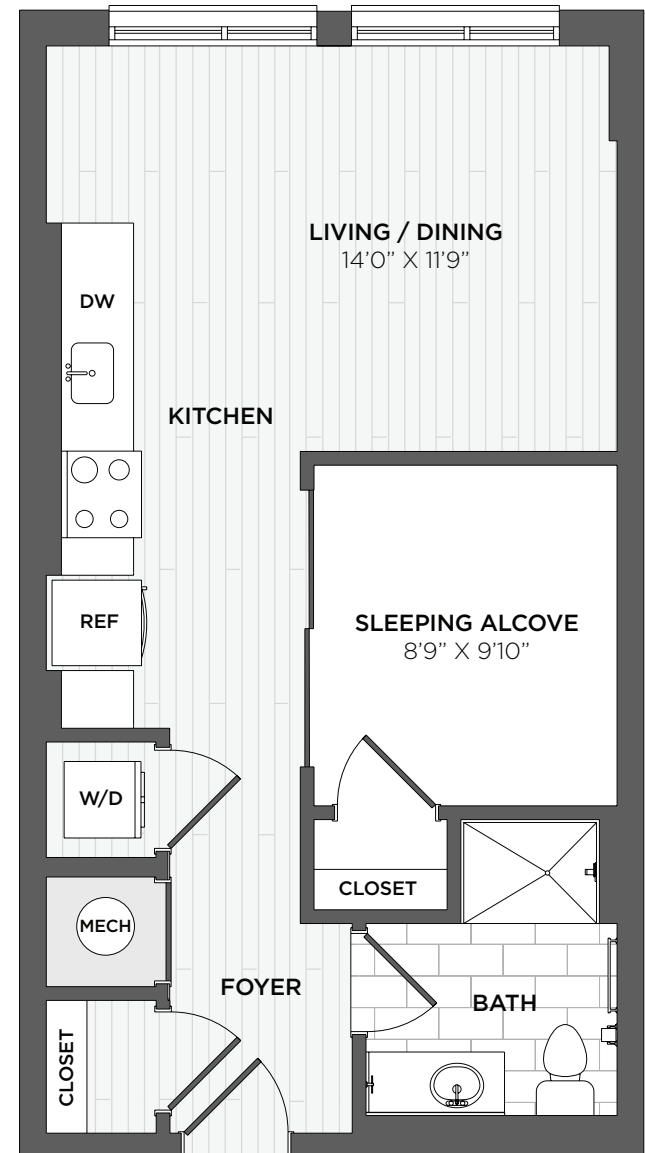 LIVING / DINING
14’0” X 11’9”
DW
KITCHEN
REF
SLEEPING ALCOVE
8’9” X 9’10”
W/D
CLOSET
MECH
FOYER
BATH
CLOSET